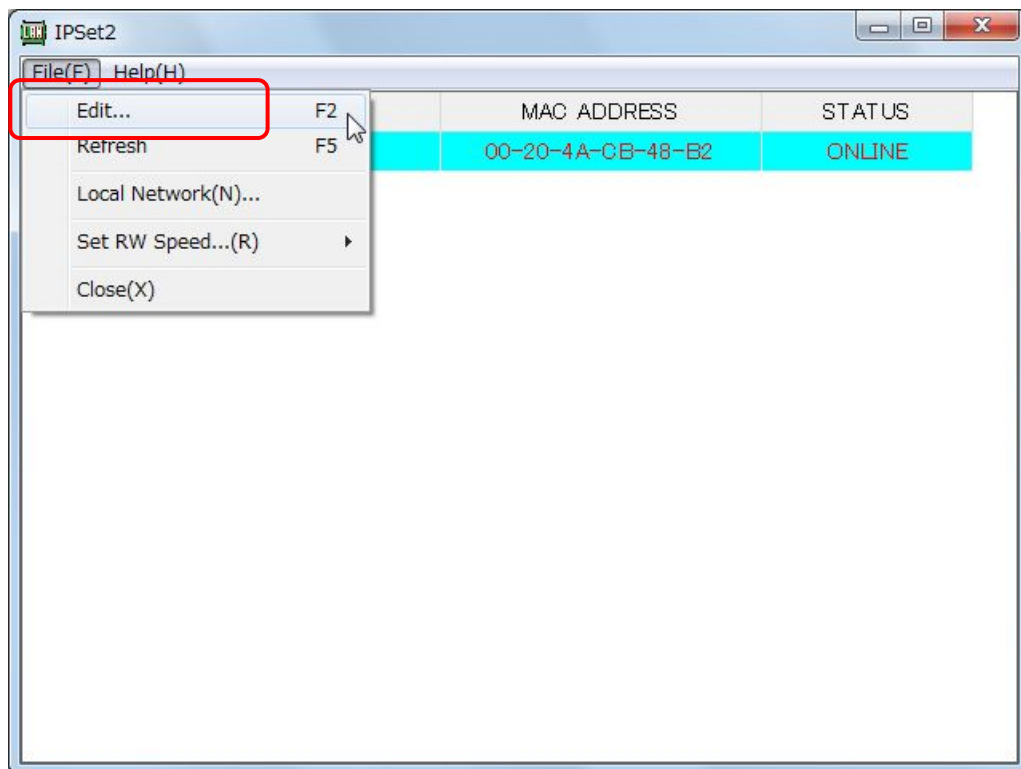 IPSet2
File(F) Help(H)
Edit... F2
Refresh F5
Local Network(N)...
Set RW Speed...(R)
Close(X)
MAC ADDRESS STATUS
00-20-4A-CB-48-B2 ONLINE